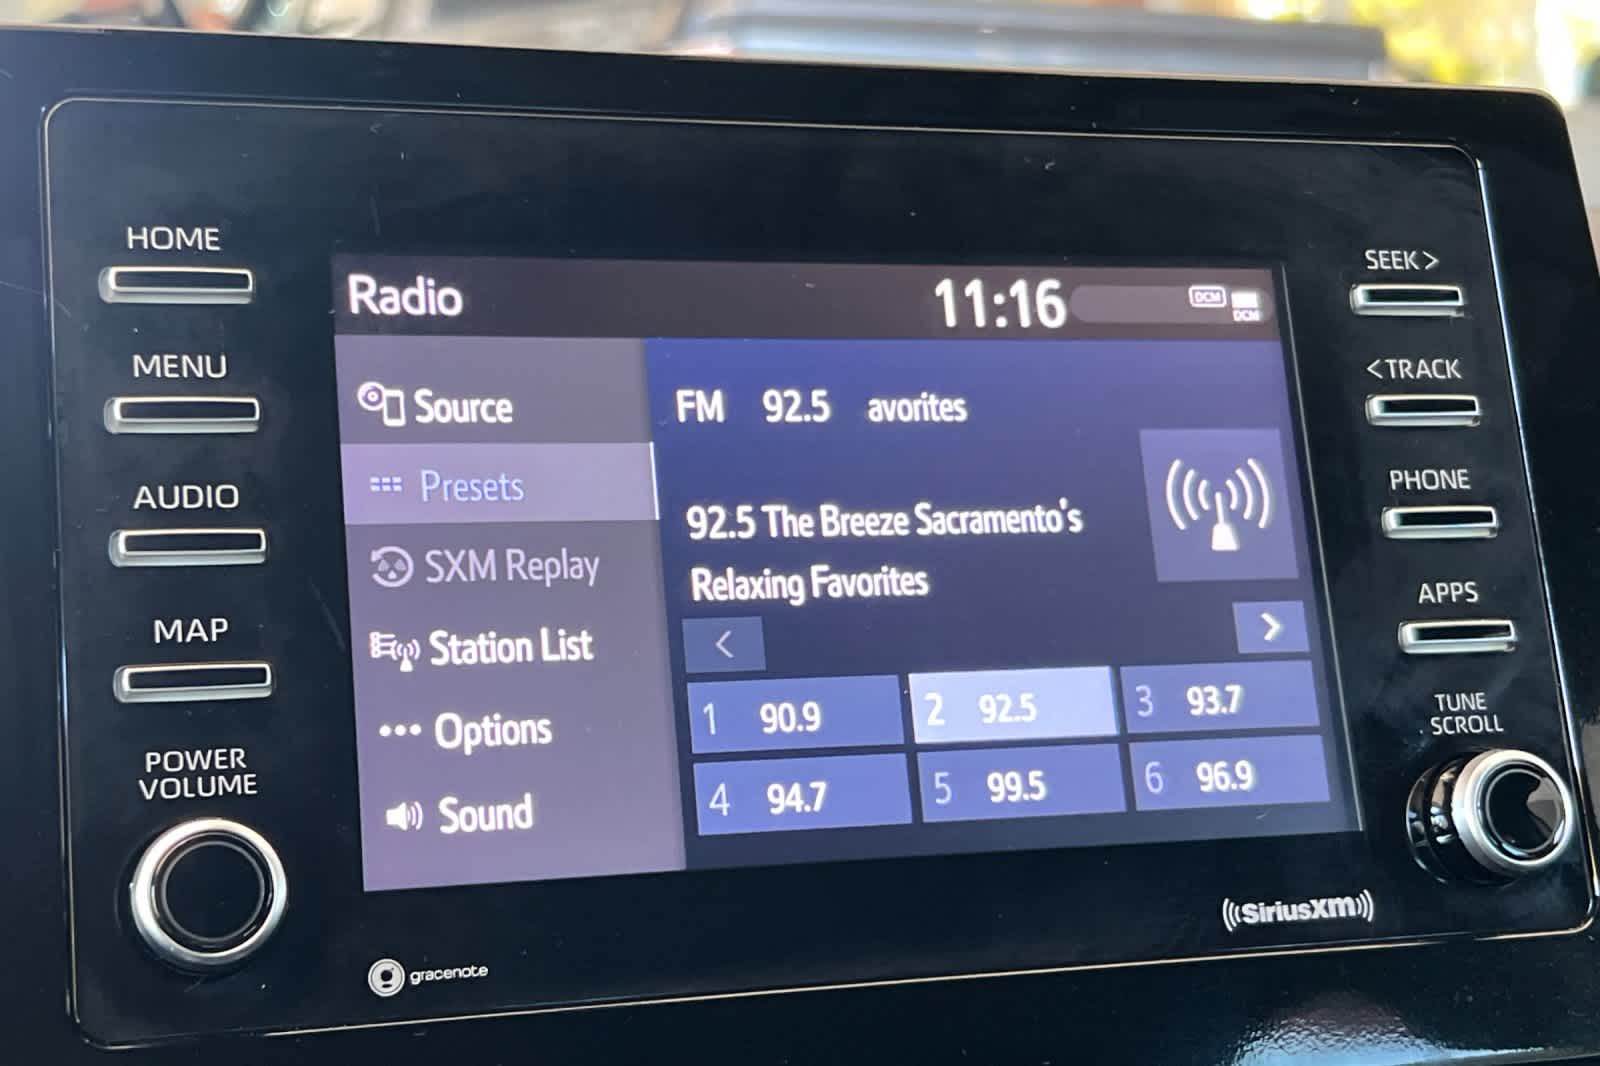 HOME
MENU
AUDIO
MAP
POWER
VOLUME
Radio
11:16
DCM
DCM
Source
Presets
SXM Replay
Station List
Options
Sound
FM 92.5 avorites
92.5 The Breeze Sacramento's
Relaxing Favorites
<
>
1 90.9
2 92.5
3 93.7
4 94.7
5 99.5
6 96.9
SEEK >
< TRACK
PHONE
APPS
TUNE
SCROLL
gracenote
SiriusXM